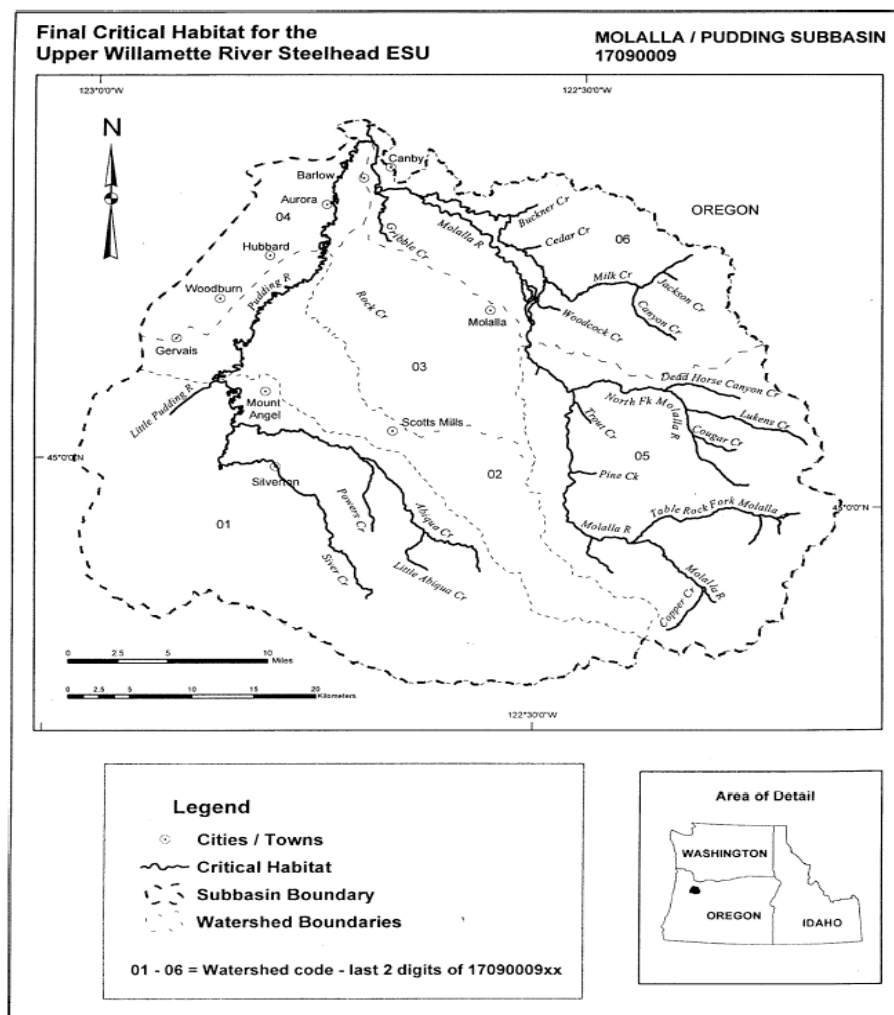 Final Critical Habitat for the
Upper Willamette River Steelhead ESU
MOLALLA / PUDDING SUBBASIN
17090009
123°0'0"W
122°30'0"W
N
Canby
Barlow
Aurora
04
OREGON
Buckner Cr
Cedar Cr
06
Molalla R
Gribble Cr
Hubbard
Milk Cr
Jackson Cr
Canyon Cr
Woodburn
Pudding R
Rock Cr
Molalla
Woodcock Cr
Gervais
03
Dead Horse Canyon Cr
Little Pudding R
Mount
Angel
North Fk Molalla R
Lukens Cr
Trout Cr
Cougar Cr
Scotts Mills
05
45°0'0"N
Silverton
02
Pine Ck
Powers Cr
Abiqua Cr
Table Rock Fork Molalla
45°0'0"N
01
Molalla R
Silver Cr
Little Abiqua Cr
Molalla R
Copper Cr
0 2.5 5 10
Miles
0 2.5 5 10 15 20
Kilometers
122°30'0"W
Legend
Cities / Towns
Critical Habitat
Subbasin Boundary
Watershed Boundaries
01 - 06 = Watershed code - last 2 digits of 17090009xx
Area of Detail
WASHINGTON
OREGON
IDAHO